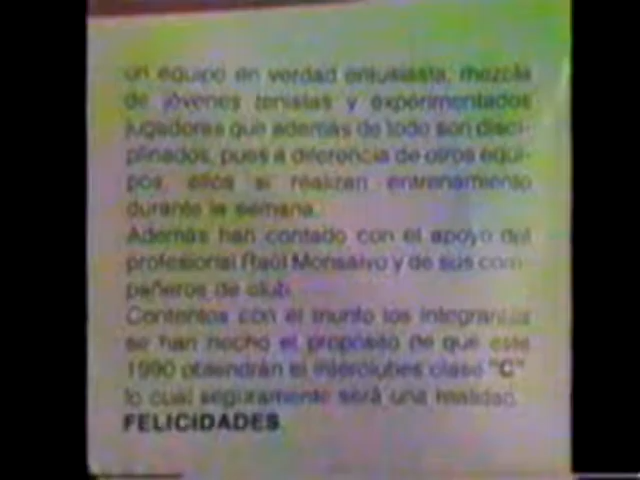 un equipo en verdad entusiasta, mezcla
de jóvenes tenistas y experimentados
jugadores que además de todo son disci-
plinados, pues a diferencia de otros equi-
pos, ellos si realizan entrenamiento
durante la semana.
Además han contado con el apoyo del
profesional Raúl Monsalvo y de sus com-
pañeros de club.
Contentos con el triunfo los integrantes
se han hecho el propósito de que este
1990 obtendrán el interclubes clase "C"
lo cual seguramente será una realidad.
FELICIDADES